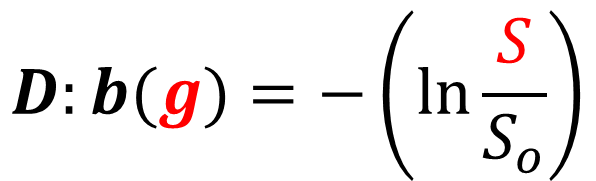 D: b(g) = −(ln S/Sₒ)